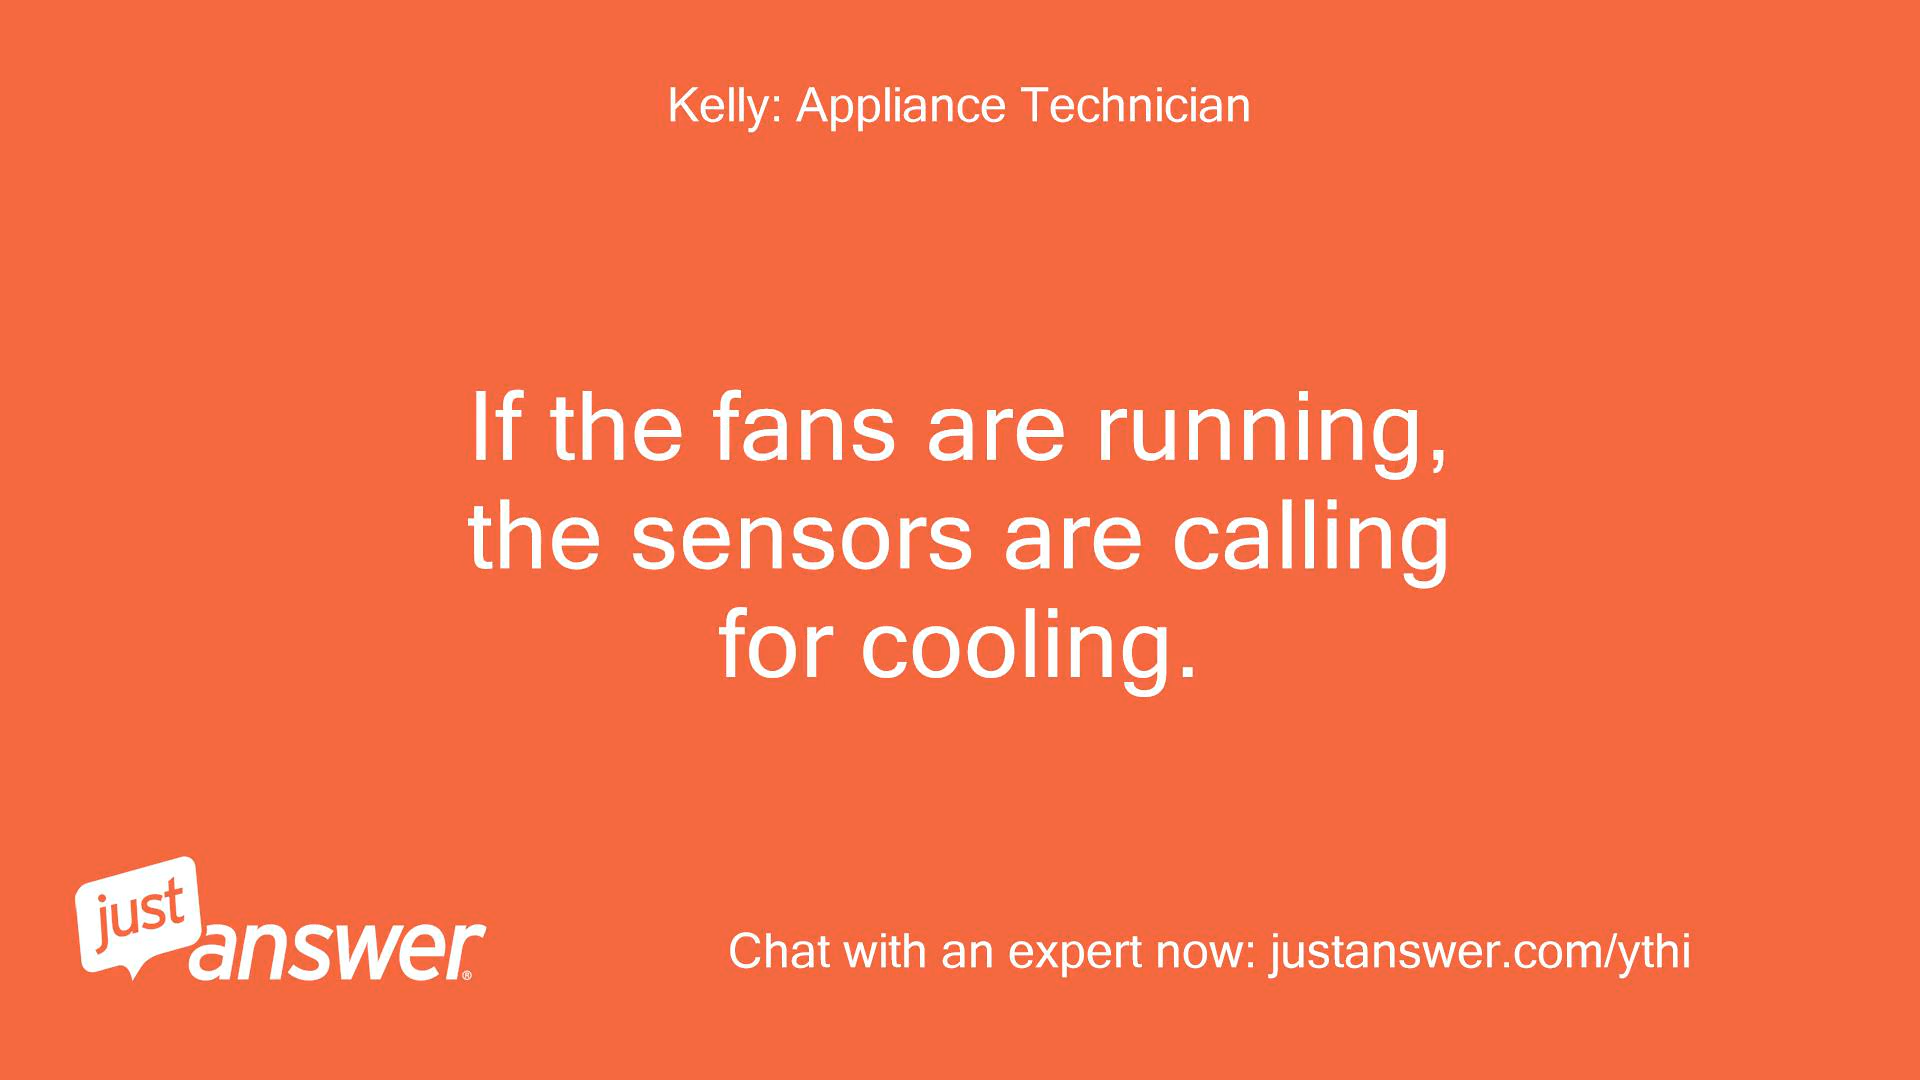 Kelly: Appliance Technician
If the fans are running,
the sensors are calling
for cooling.
just
answer®
Chat with an expert now: justanswer.com/ythi